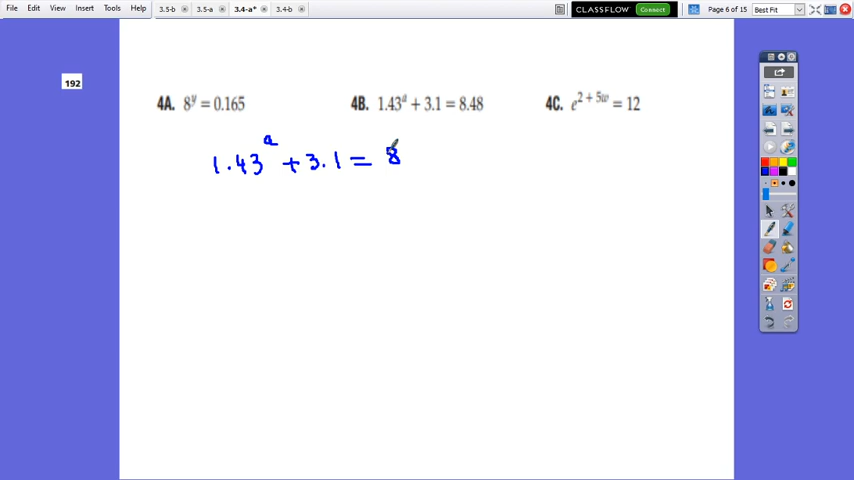 File Edit View Insert Tools Help
3.5-b 3.5-a 3.4-a* 3.4-b
CLASSFLOW Connect
Page 6 of 15 Best Fit
192
4A. 8^y = 0.165 4B. 1.43^a + 3.1 = 8.48 4C. e^{2 + 5w} = 12
1.43^a + 3.1 = 8